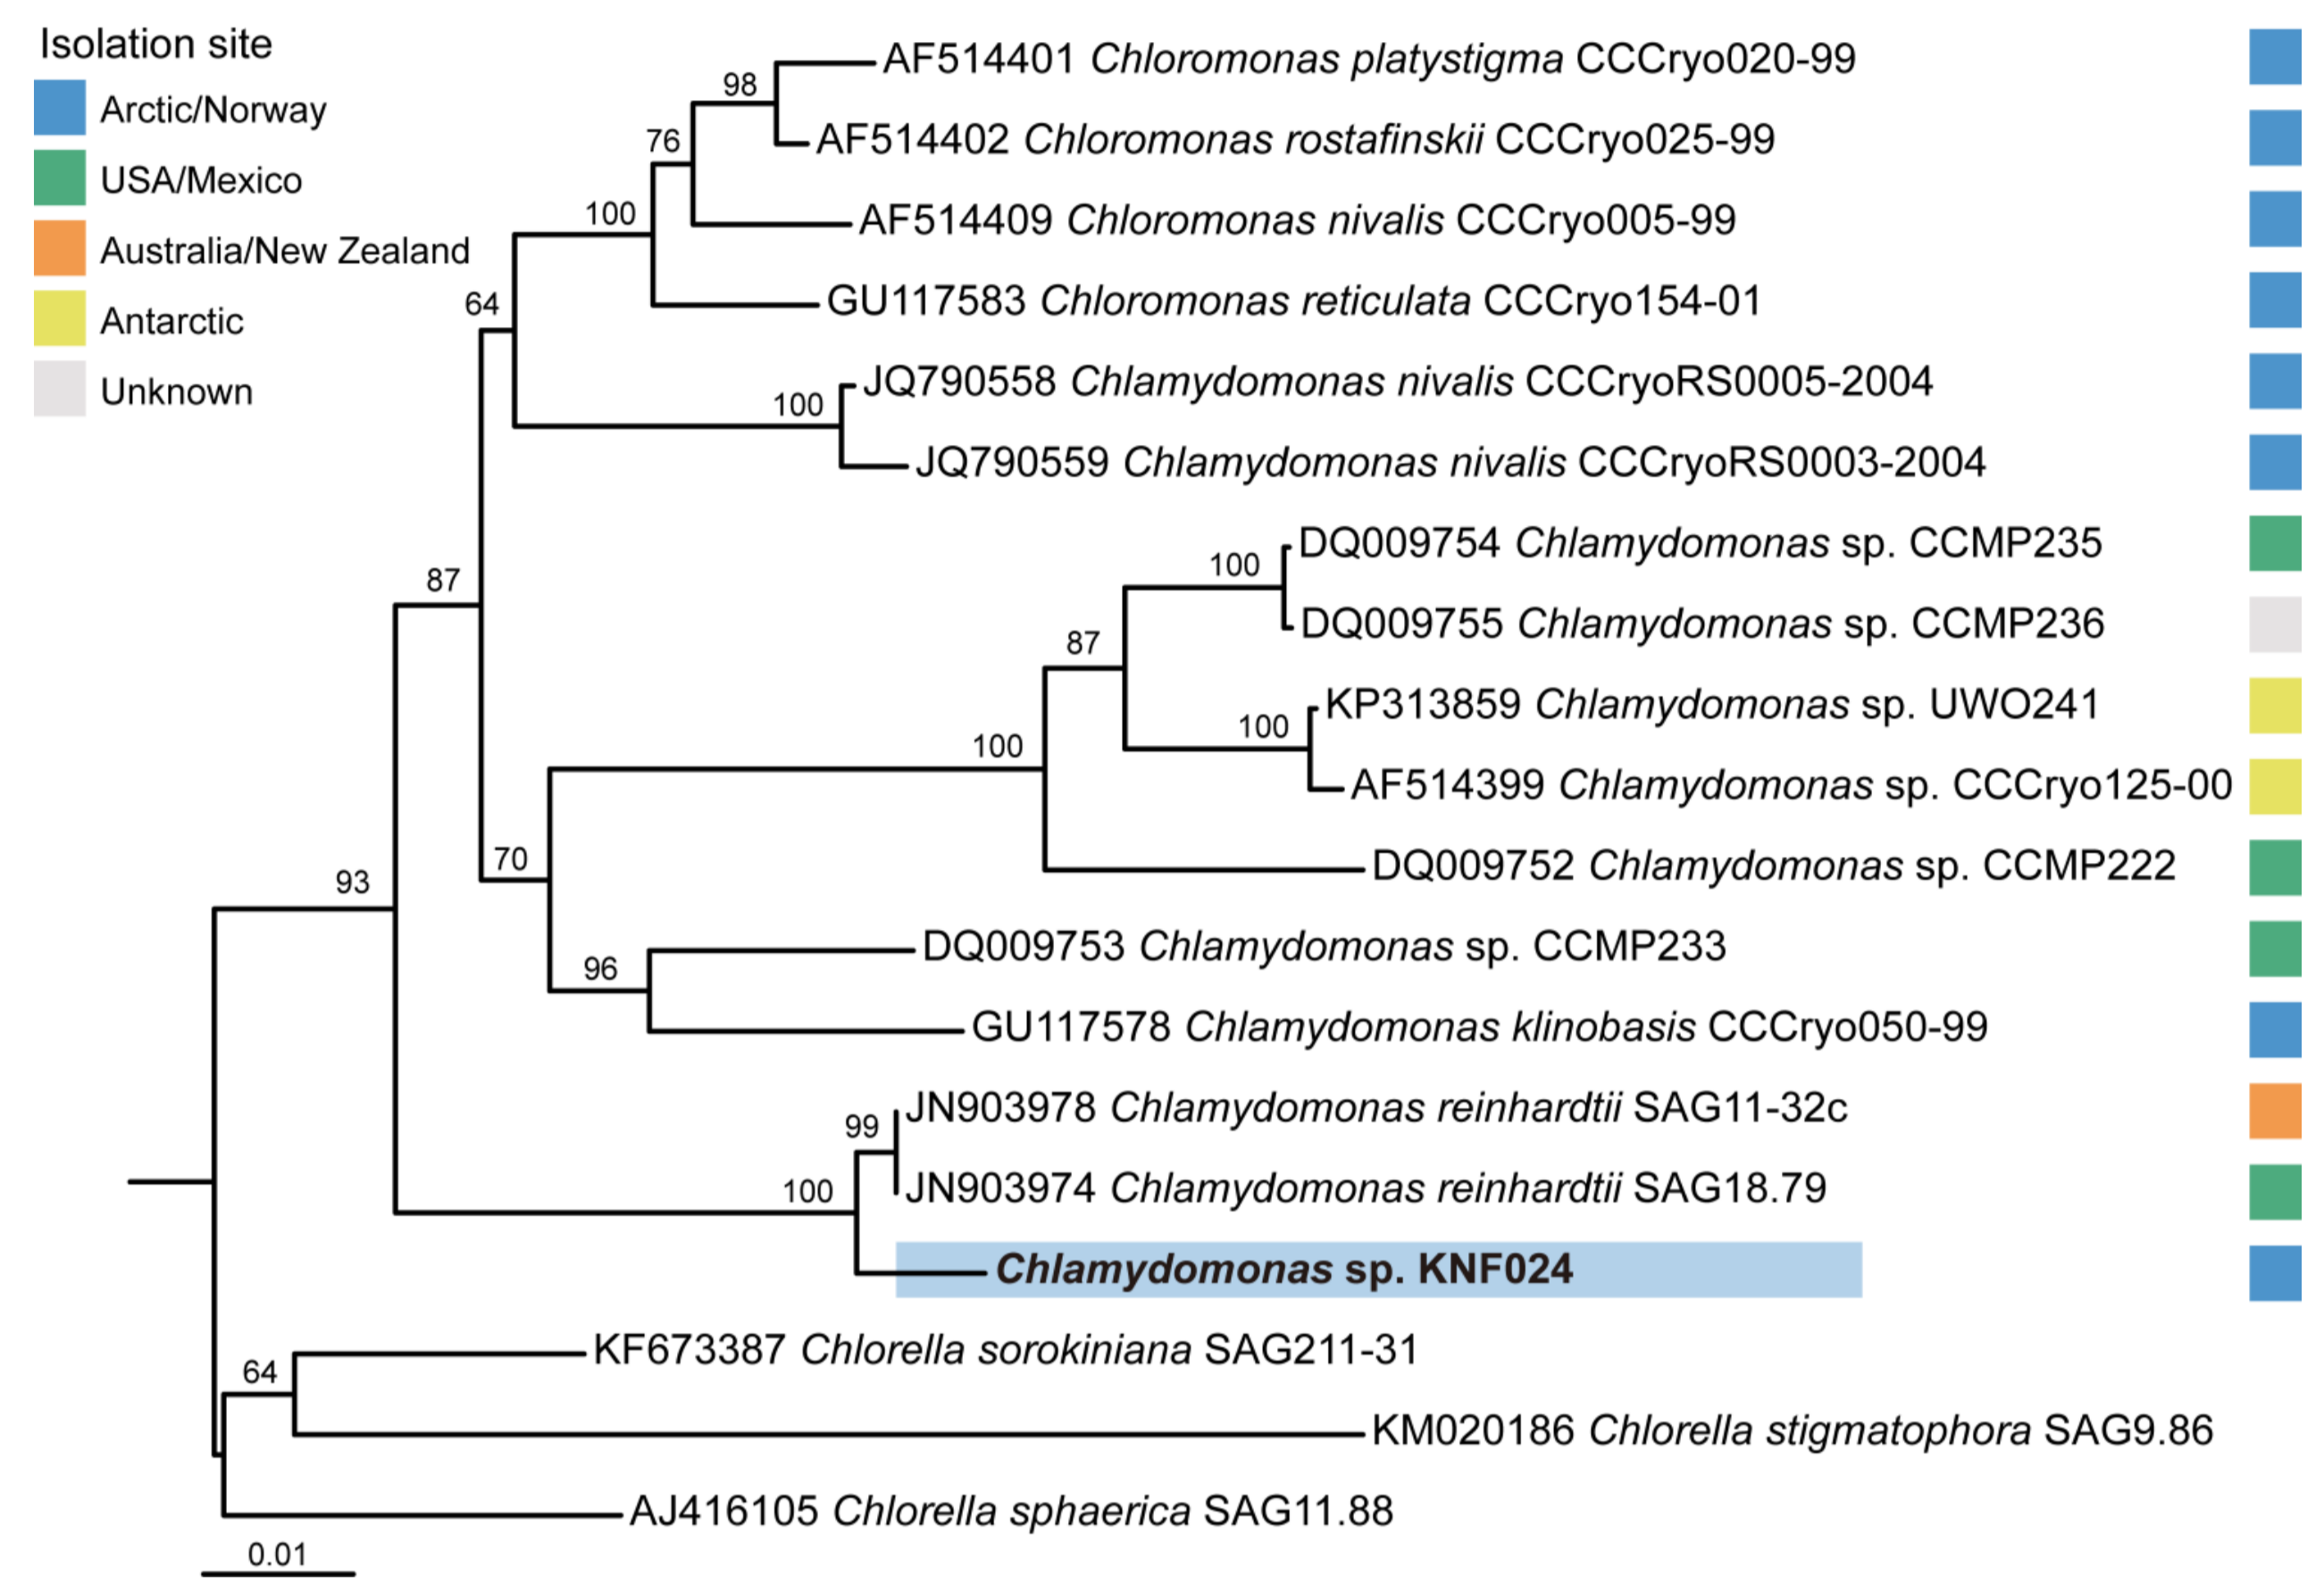 Isolation site
Arctic/Norway
USA/Mexico
Australia/New Zealand
Antarctic
Unknown
AF514401 Chloromonas platystigma CCCryo020-99
98
AF514402 Chloromonas rostafinskii CCCryo025-99
76
AF514409 Chloromonas nivalis CCCryo005-99
100
GU117583 Chloromonas reticulata CCCryo154-01
64
JQ790558 Chlamydomonas nivalis CCCryoRS0005-2004
100
JQ790559 Chlamydomonas nivalis CCCryoRS0003-2004
DQ009754 Chlamydomonas sp. CCMP235
100
87
DQ009755 Chlamydomonas sp. CCMP236
87
KP313859 Chlamydomonas sp. UWO241
100
100
AF514399 Chlamydomonas sp. CCCryo125-00
70
DQ009752 Chlamydomonas sp. CCMP222
93
DQ009753 Chlamydomonas sp. CCMP233
96
GU117578 Chlamydomonas klinobasis CCCryo050-99
JN903978 Chlamydomonas reinhardtii SAG11-32c
99
JN903974 Chlamydomonas reinhardtii SAG18.79
100
Chlamydomonas sp. KNF024
KF673387 Chlorella sorokiniana SAG211-31
64
KM020186 Chlorella stigmatophora SAG9.86
AJ416105 Chlorella sphaerica SAG11.88
0.01